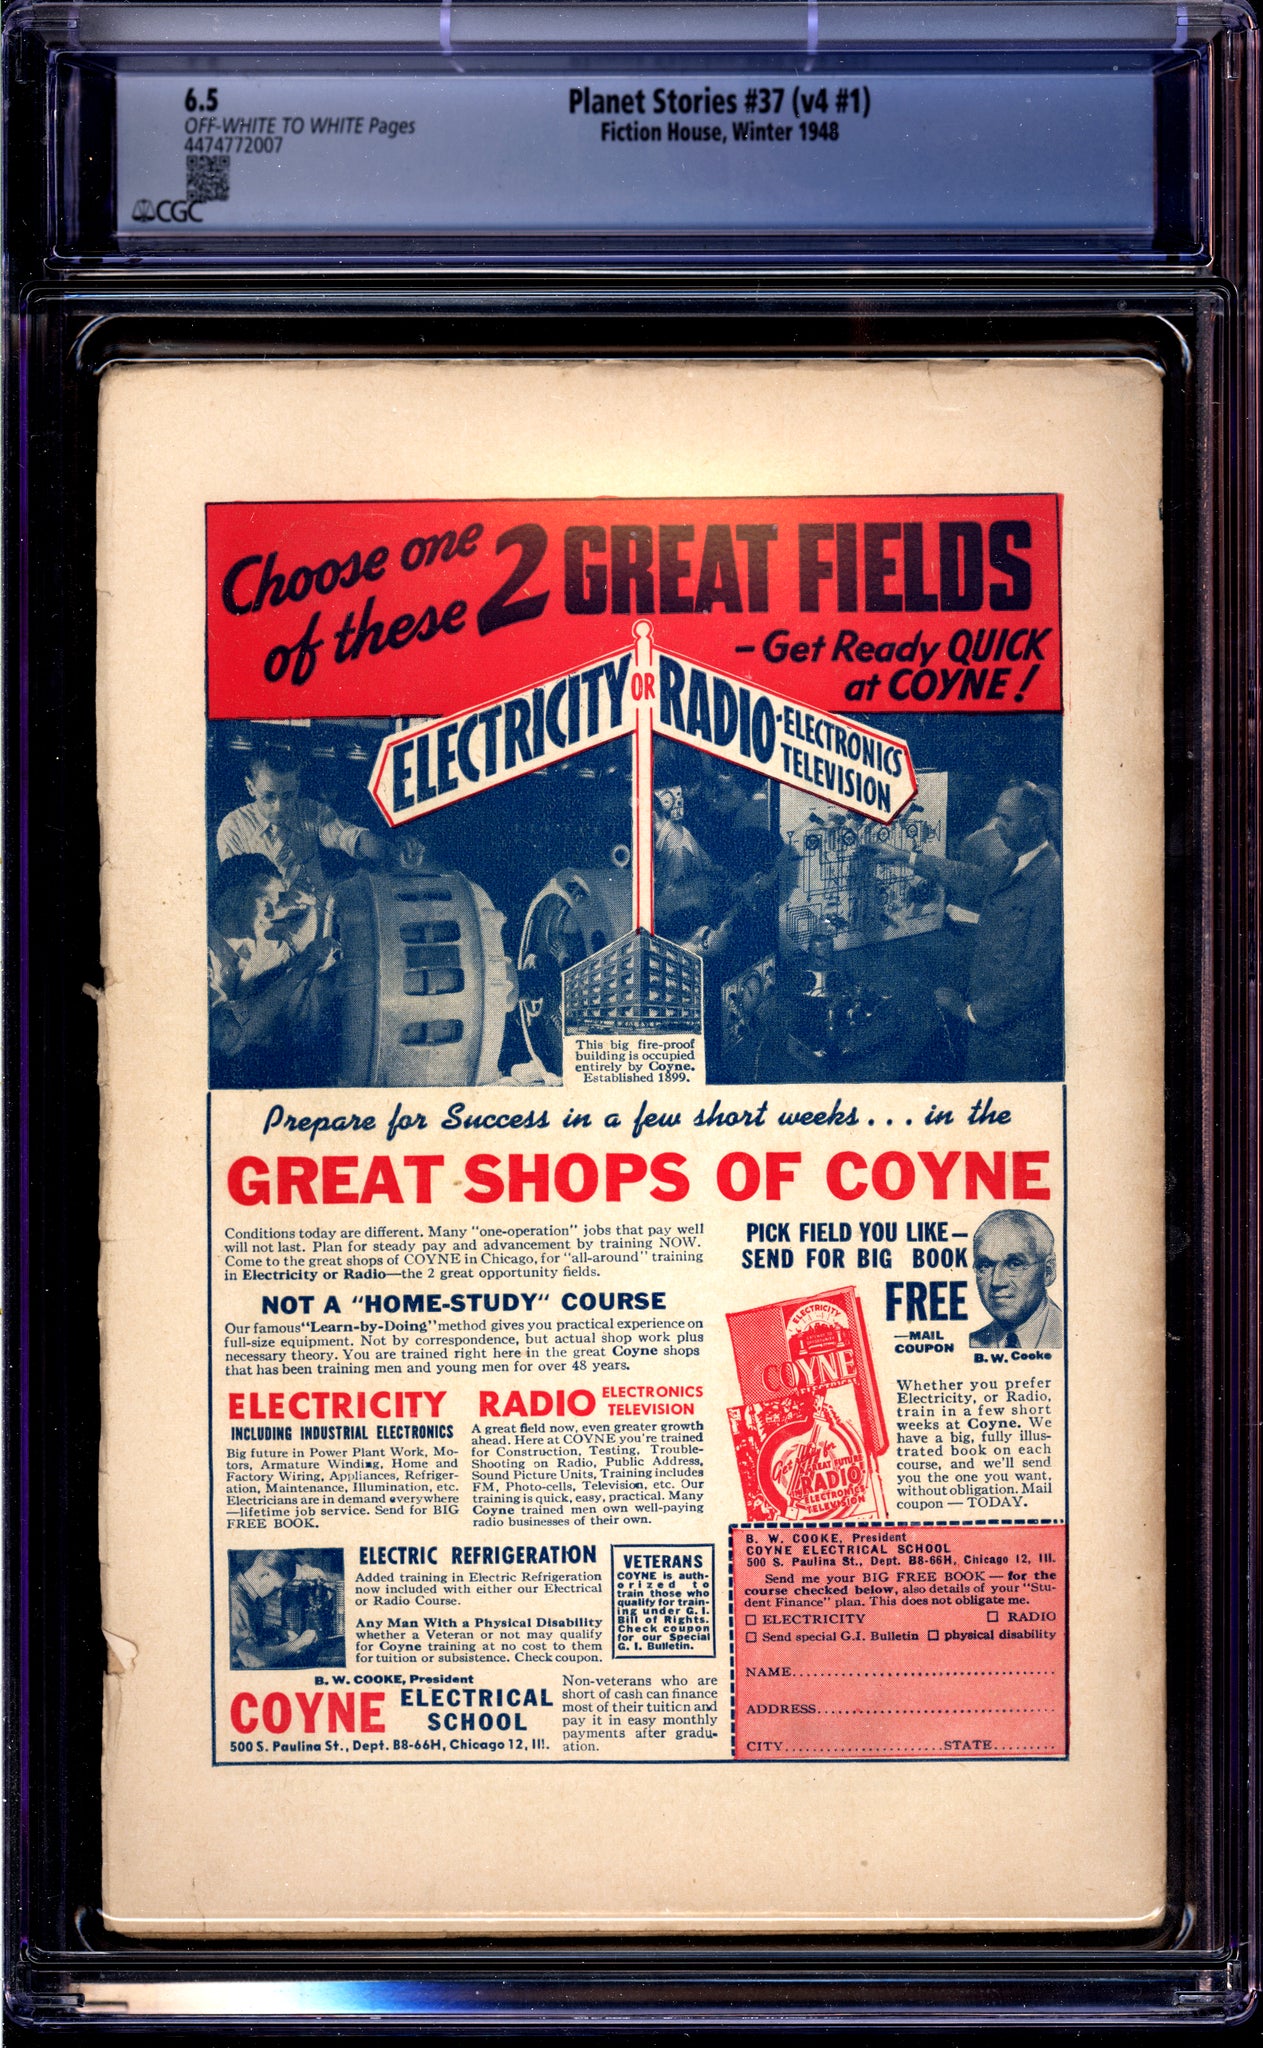 6.5
OFF-WHITE TO WHITE Pages
4474772007
CGC
Planet Stories #37 (v4 #1)
Fiction House, Winter 1948
Choose one
of these
2 GREAT FIELDS
- Get Ready QUICK
at COYNE!
ELECTRICITY
OR
RADIO
-ELECTRONICS
TELEVISION
This big fire-proof
building is occupied
entirely by Coyne.
Established 1899.
Prepare for Success in a few short weeks... in the
GREAT SHOPS OF COYNE
Conditions today are different. Many "one-operation" jobs that pay well
will not last. Plan for steady pay and advancement by training NOW.
Come to the great shops of COYNE in Chicago, for "all-around" training
in Electricity or Radio—the 2 great opportunity fields.
NOT A "HOME-STUDY" COURSE
Our famous "Learn-by-Doing" method gives you practical experience on
full-size equipment. Not by correspondence, but actual shop work plus
necessary theory. You are trained right here in the great Coyne shops
that has been training men and young men for over 48 years.
ELECTRICITY
INCLUDING INDUSTRIAL ELECTRONICS
Big future in Power Plant Work, Mo-
tors, Armature Winding, Home and
Factory Wiring, Appliances, Refriger-
ation, Maintenance, Illumination, etc.
Electricians are in demand everywhere
—lifetime job service. Send for BIG
FREE BOOK.
RADIO ELECTRONICS
TELEVISION
A great field now, even greater growth
ahead. Here at COYNE you're trained
for Construction, Testing, Trouble-
Shooting on Radio, Public Address,
Sound Picture Units, Training includes
FM, Photo-cells, Television, etc. Our
training is quick, easy, practical. Many
Coyne trained men own well-paying
radio businesses of their own.
ELECTRIC REFRIGERATION
Added training in Electric Refrigeration
now included with either our Electrical
or Radio Course.
Any Man With a Physical Disability
whether a Veteran or not may qualify
for Coyne training at no cost to them
for tuition or subsistence. Check coupon.
VETERANS
COYNE is auth-
orized to
train those who
qualify for train-
ing under G. I.
Bill of Rights.
Check coupon
for our Special
G. I. Bulletin.
B. W. COOKE, President
COYNE ELECTRICAL
SCHOOL
500 S. Paulina St., Dept. B8-66H, Chicago 12, Ill.
Non-veterans who are
short of cash can finance
most of their tuition and
pay it in easy monthly
payments after gradu-
ation.
PICK FIELD YOU LIKE—
SEND FOR BIG BOOK
FREE
—MAIL
COUPON
B. W. Cooke
ELECTRICITY
COYNE
RADIO
ELECTRONICS
TELEVISION
Whether you prefer
Electricity, or Radio,
train in a few short
weeks at Coyne. We
have a big, fully illus-
trated book on each
course, and we'll send
you the one you want,
without obligation. Mail
coupon — TODAY.
B. W. COOKE, President
COYNE ELECTRICAL SCHOOL
500 S. Paulina St., Dept. B8-66H, Chicago 12, Ill.
Send me your BIG FREE BOOK — for the
course checked below, also details of your "Stu-
dent Finance" plan. This does not obligate me.
☐ ELECTRICITY ☐ RADIO
☐ Send special G.I. Bulletin ☐ physical disability
NAME
ADDRESS
CITY STATE